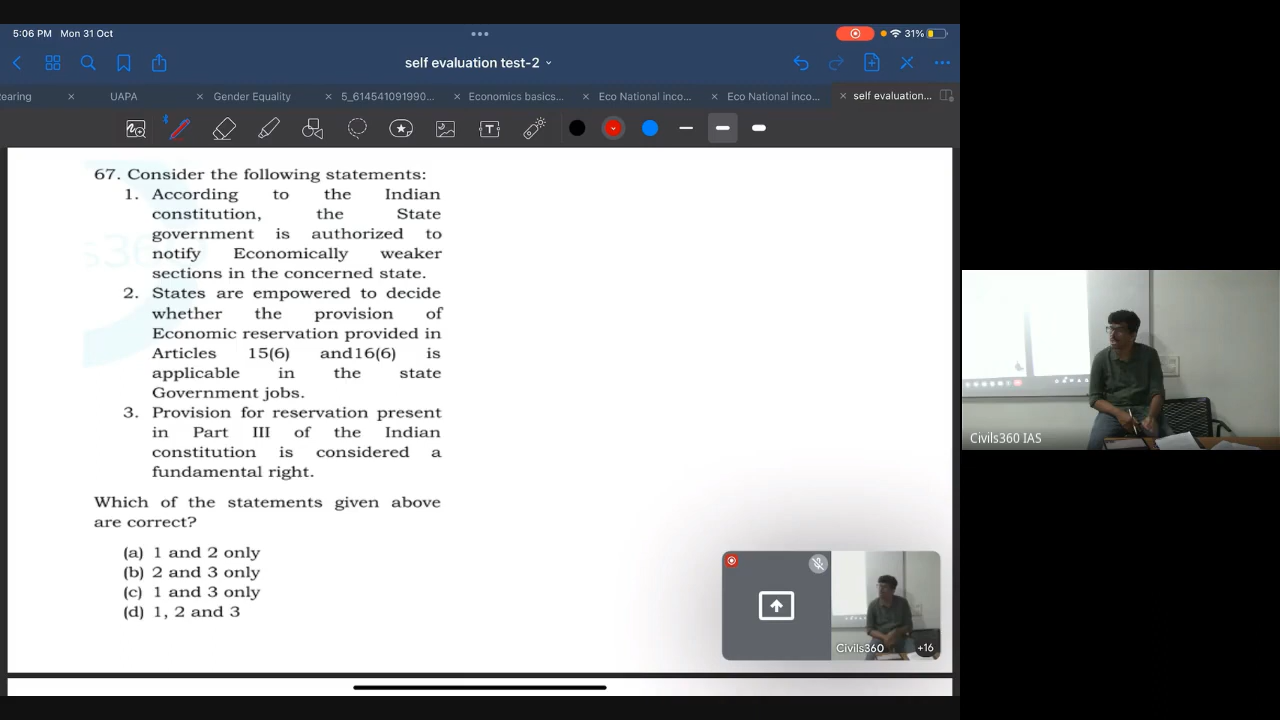 5:06 PM Mon 31 Oct
31%
self evaluation test-2
earing
UAPA
Gender Equality
5_614541091990...
Economics basics...
Eco National inco...
Eco National inco...
self evaluation...
67. Consider the following statements:
1. According to the Indian
constitution, the State
government is authorized to
notify Economically weaker
sections in the concerned state.
2. States are empowered to decide
whether the provision of
Economic reservation provided in
Articles 15(6) and16(6) is
applicable in the state
Government jobs.
3. Provision for reservation present
in Part III of the Indian
constitution is considered a
fundamental right.
Which of the statements given above
are correct?
(a) 1 and 2 only
(b) 2 and 3 only
(c) 1 and 3 only
(d) 1, 2 and 3
Civils360
+16
Civils360 IAS